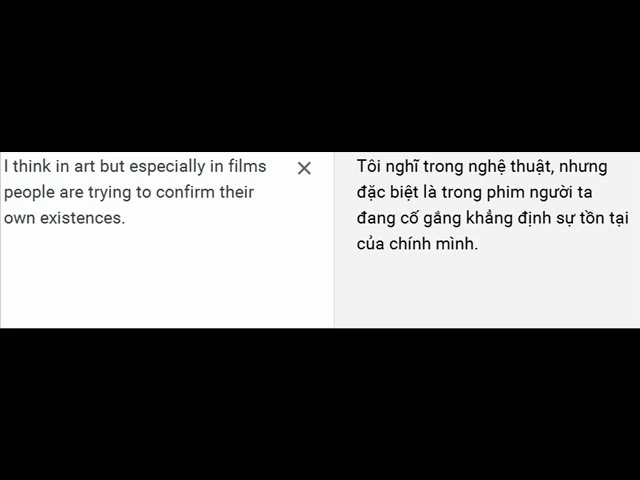 I think in art but especially in films
people are trying to confirm their
own existences.
Tôi nghĩ trong nghệ thuật, nhưng
đặc biệt là trong phim người ta
đang cố gắng khẳng định sự tồn tại
của chính mình.